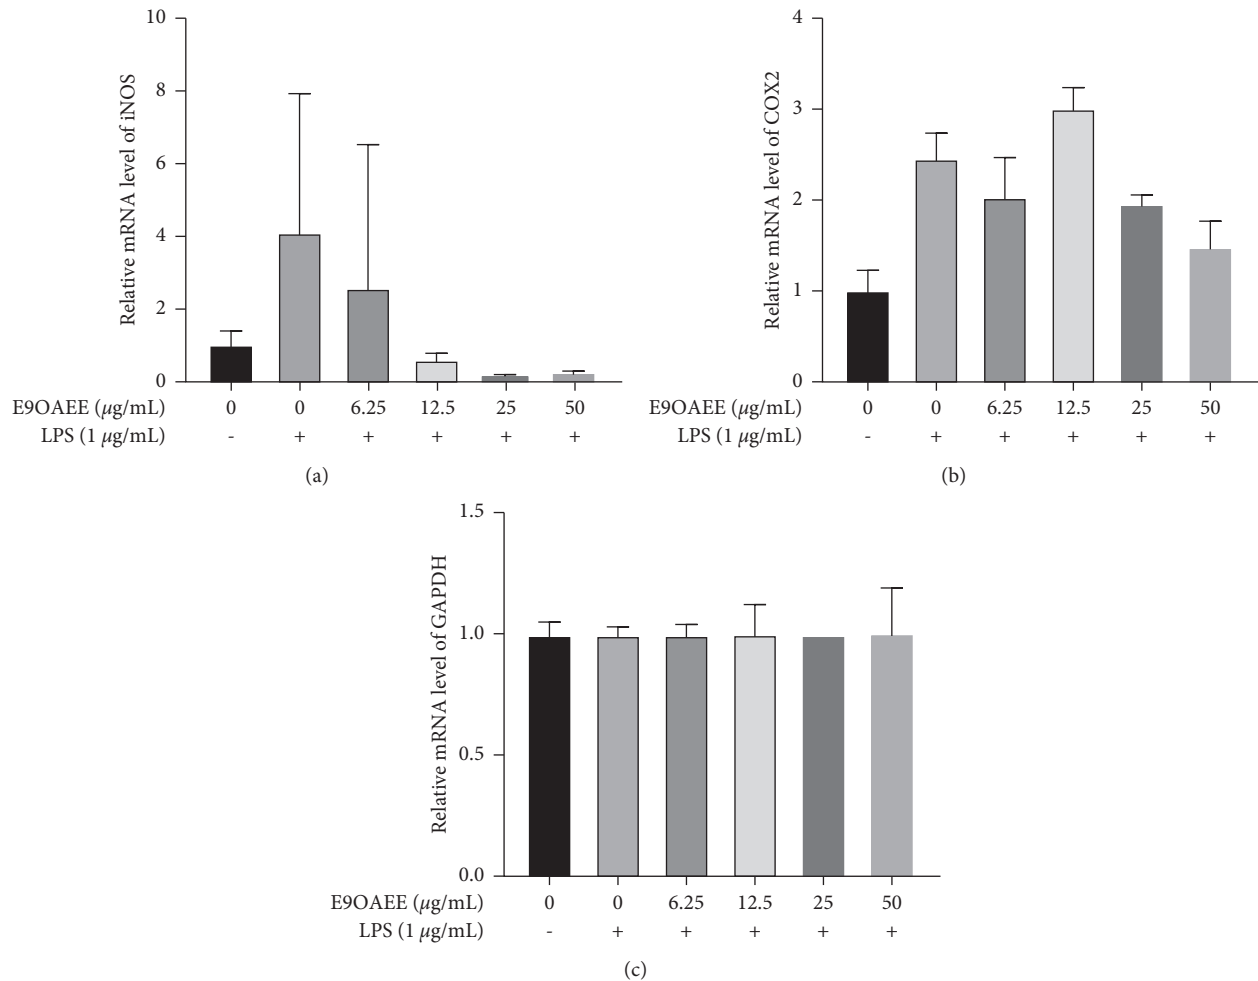 Relative mRNA level of iNOS
10
8
6
4
2
0
E9OAEE (μg/mL) 0 0 6.25 12.5 25 50
LPS (1 μg/mL) - + + + + +
(a)
Relative mRNA level of COX2
4
3
2
1
0
E9OAEE (μg/mL) 0 0 6.25 12.5 25 50
LPS (1 μg/mL) - + + + + +
(b)
Relative mRNA level of GAPDH
1.5
1.0
0.5
0.0
E9OAEE (μg/mL) 0 0 6.25 12.5 25 50
LPS (1 μg/mL) - + + + + +
(c)